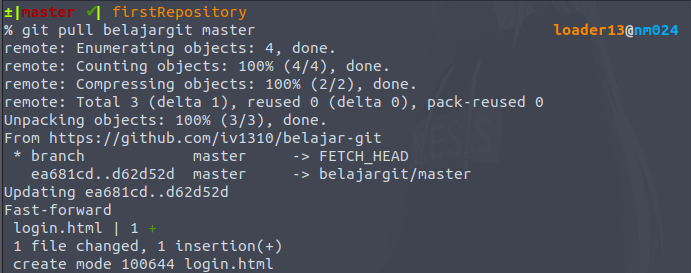 ±|master ✔| firstRepository
% git pull belajargit master loader13@nm024
remote: Enumerating objects: 4, done.
remote: Counting objects: 100% (4/4), done.
remote: Compressing objects: 100% (2/2), done.
remote: Total 3 (delta 1), reused 0 (delta 0), pack-reused 0
Unpacking objects: 100% (3/3), done.
From https://github.com/iv1310/belajar-git
 * branch            master     -> FETCH_HEAD
   ea681cd..d62d52d  master     -> belajargit/master
Updating ea681cd..d62d52d
Fast-forward
 login.html | 1 +
 1 file changed, 1 insertion(+)
 create mode 100644 login.html